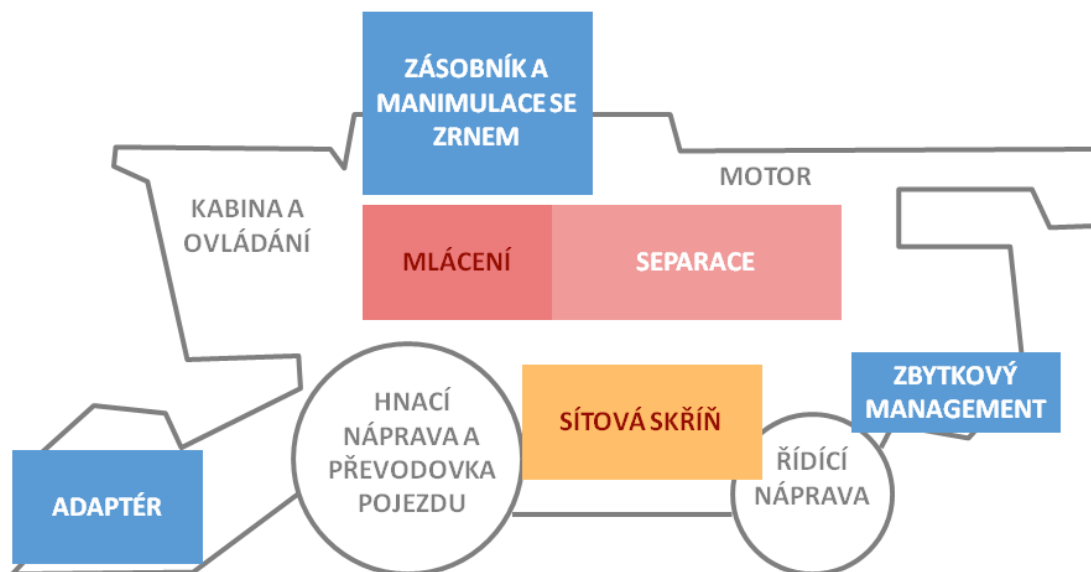 ZÁSOBNÍK A
MANIMULACE SE
ZRNEM
MOTOR
KABINA A
OVLÁDÁNÍ
MLÁCENÍ
SEPARACE
HNACÍ
NÁPRAVA A
PŘEVODOVKA
POJEZDU
SÍTOVÁ SKŘÍŇ
ZBYTKOVÝ
MANAGEMENT
ŘÍDÍCÍ
NÁPRAVA
ADAPTÉR